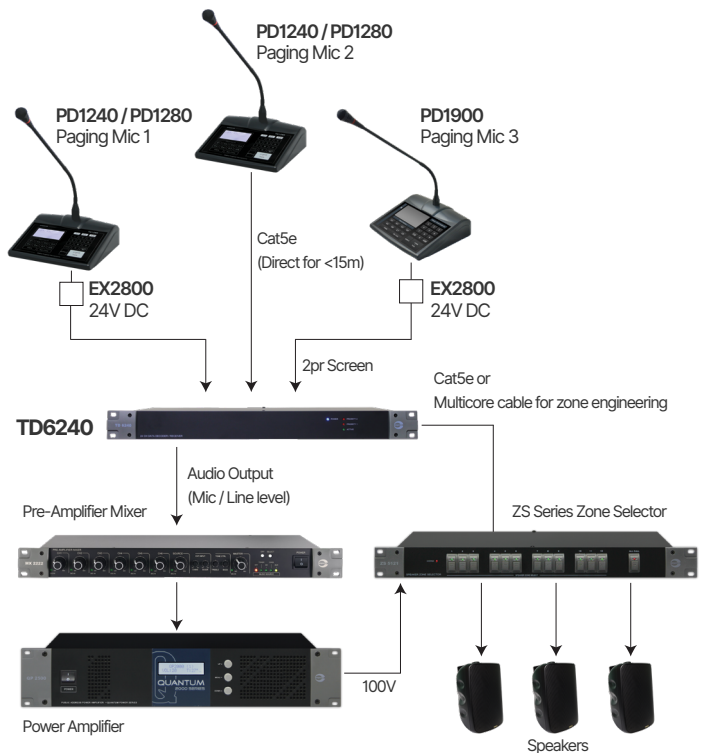 PD1240 / PD1280
Paging Mic 2
PD1240 / PD1280
Paging Mic 1
PD1900
Paging Mic 3
Cat5e
(Direct for <15m)
EX2800
24V DC
EX2800
24V DC
2pr Screen
Cat5e or
Multicore cable for zone engineering
TD6240
Audio Output
(Mic / Line level)
Pre-Amplifier Mixer
ZS Series Zone Selector
POWER
QUANTUM
100V
Power Amplifier
Speakers